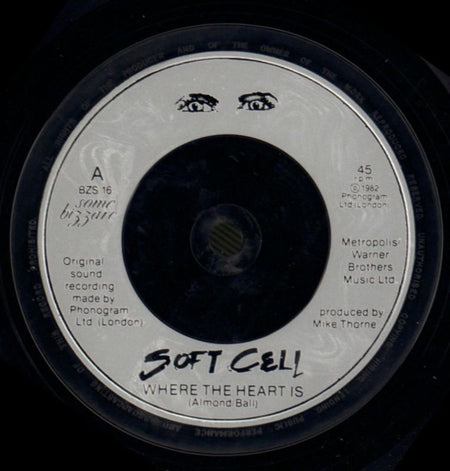 A
BZS 16
some
bizzare
45
rpm
℗ 1982
Phonogram
Ltd (London)
Original
sound
recording
made by
Phonogram
Ltd (London)
Metropolis/
Warner
Brothers
Music Ltd
produced by
Mike Thorne
SOFT CELL
WHERE THE HEART IS
(Almond/Ball)